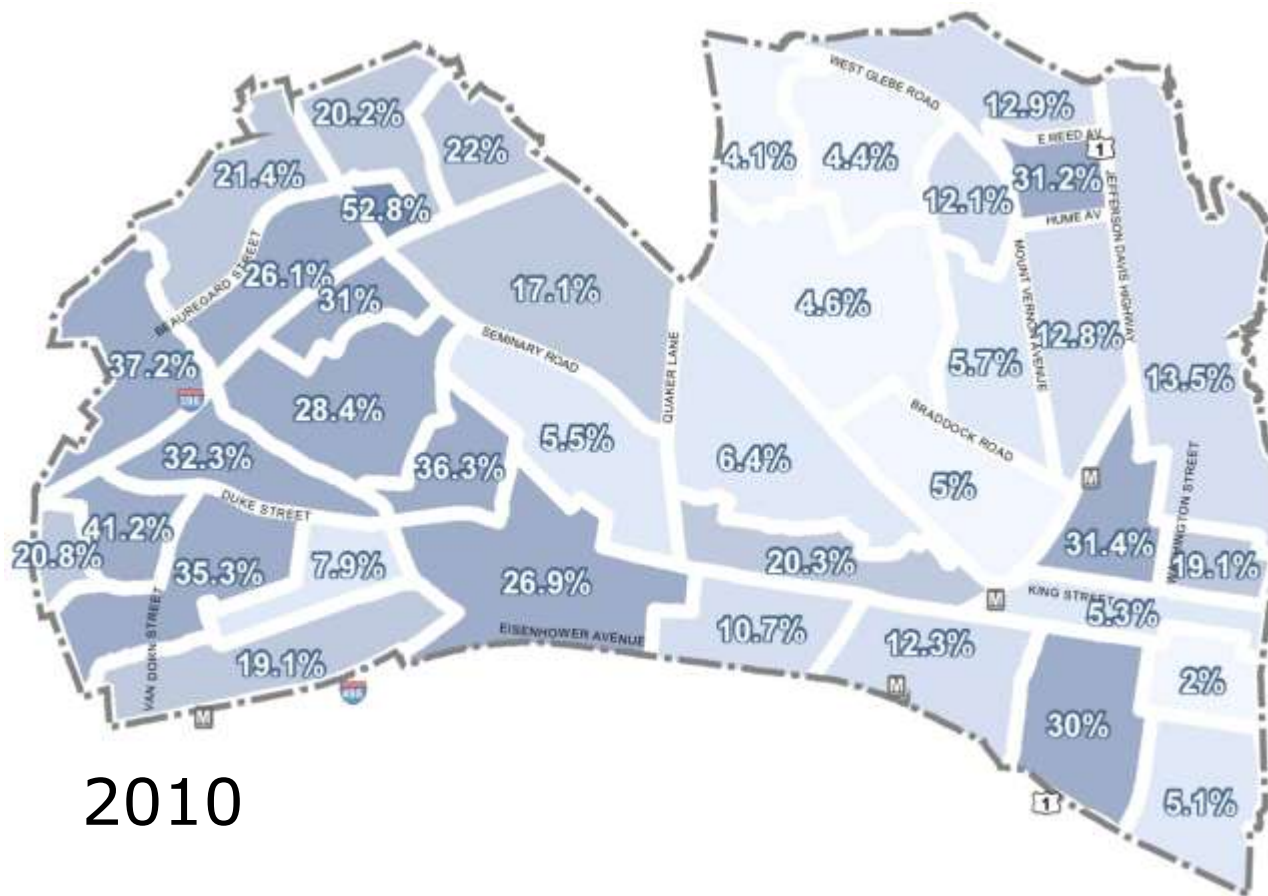 WEST GLEBE ROAD
20.2%
12.9%
E REED AV
1
22%
4.1%
4.4%
21.4%
31.2%
52.8%
12.1%
HUME AV
JEFFERSON DAVIS HIGHWAY
BEAUREGARD STREET
26.1%
31%
17.1%
4.6%
MOUNT VERNON AVENUE
12.8%
SEMINARY ROAD
QUAKER LANE
37.2%
5.7%
13.5%
395
28.4%
BRADDOCK ROAD
5.5%
6.4%
32.3%
36.3%
5%
M
DUKE STREET
WASHINGTON STREET
41.2%
31.4%
20.8%
35.3%
7.9%
26.9%
20.3%
19.1%
M
KING STREET
5.3%
VAN DORN STREET
EISENHOWER AVENUE
10.7%
12.3%
19.1%
2%
M
495
M
30%
2010
1
5.1%